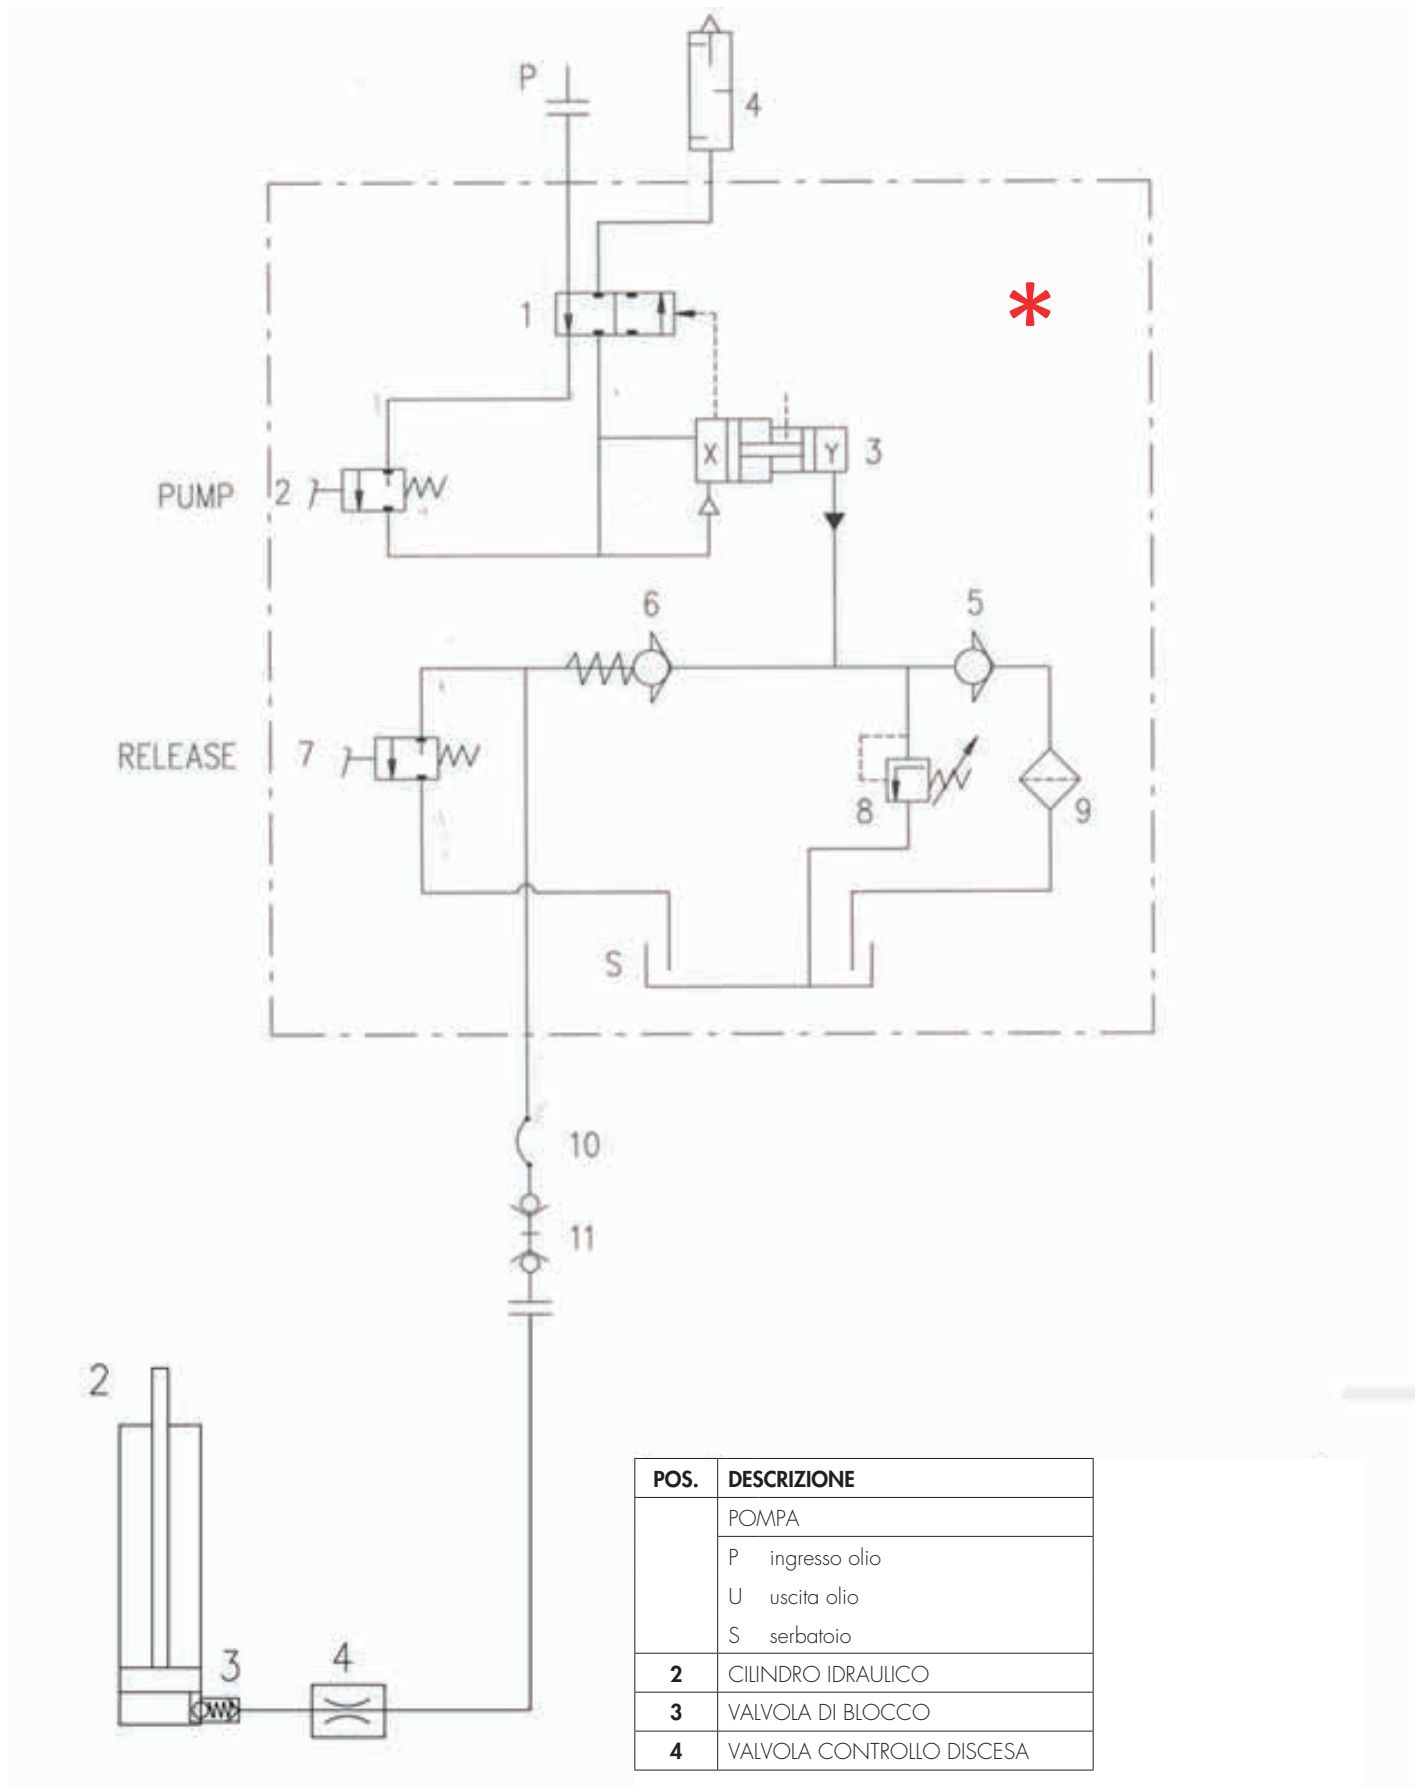 P
4
*
1
X
Y
3
PUMP
2
6
5
RELEASE
7
8
9
S
10
11
2
3
4
POS. DESCRIZIONE
POMPA
P ingresso olio
U uscita olio
S serbatoio
2 CILINDRO IDRAULICO
3 VALVOLA DI BLOCCO
4 VALVOLA CONTROLLO DISCESA